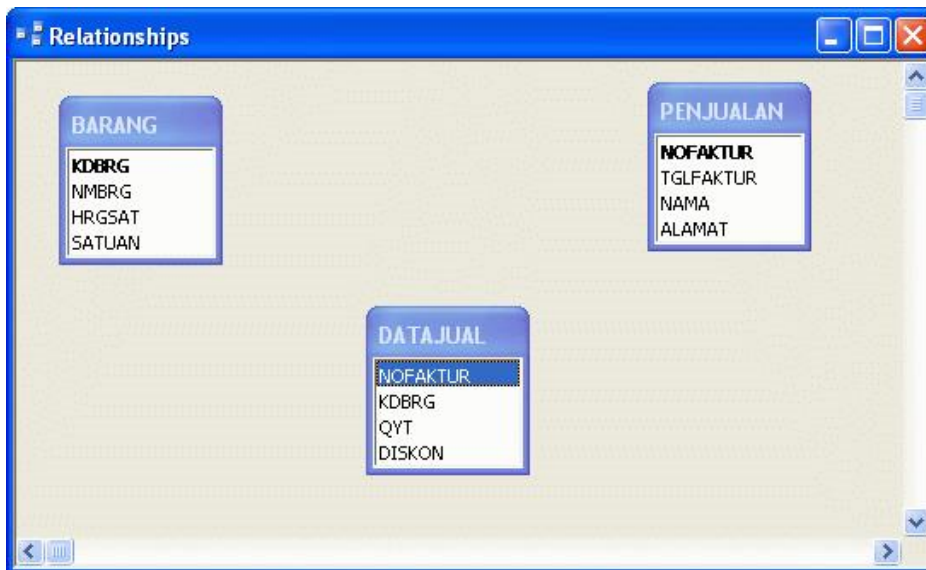 Relationships
BARANG
KDBRG
NMBRG
HRGSAT
SATUAN
PENJUALAN
NOFAKTUR
TGLFAKTUR
NAMA
ALAMAT
DATAJUAL
NOFAKTUR
KDBRG
QYT
DISKON